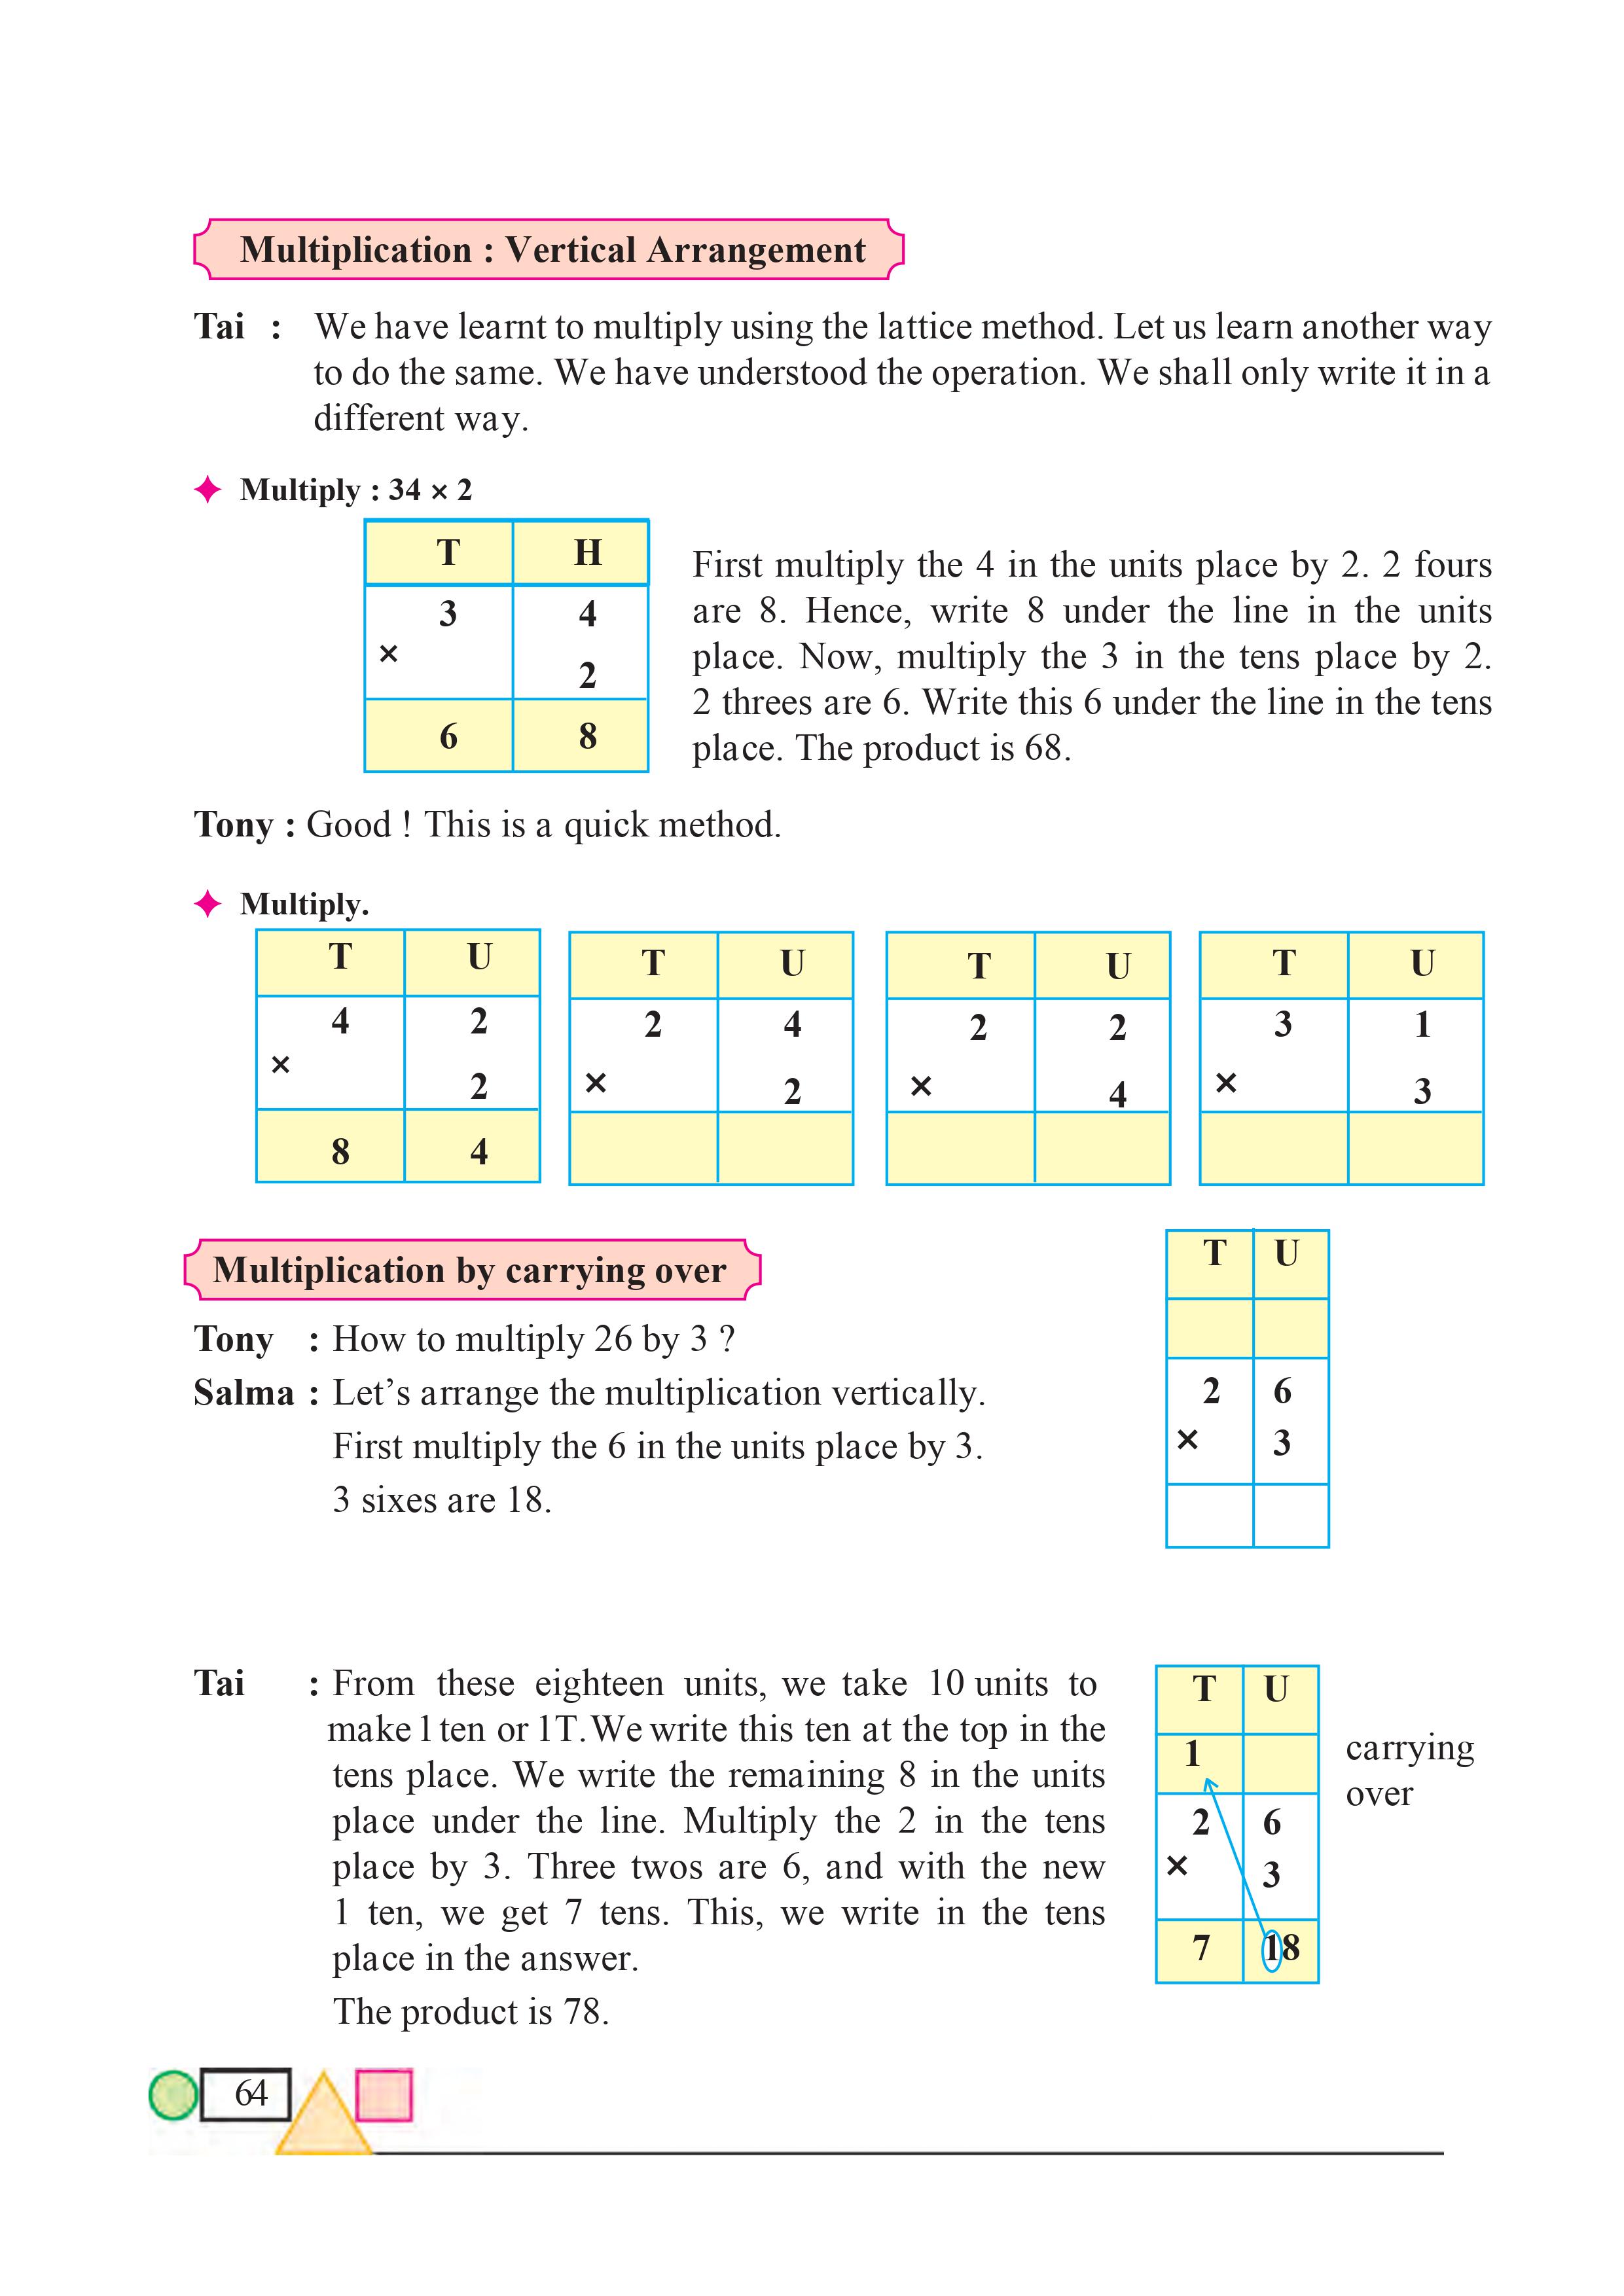 Multiplication : Vertical Arrangement
Tai : We have learnt to multiply using the lattice method. Let us learn another way
to do the same. We have understood the operation. We shall only write it in a
different way.
Multiply : 34 × 2
T H
3 4
×
2
6 8
First multiply the 4 in the units place by 2. 2 fours
are 8. Hence, write 8 under the line in the units
place. Now, multiply the 3 in the tens place by 2.
2 threes are 6. Write this 6 under the line in the tens
place. The product is 68.
Tony : Good ! This is a quick method.
Multiply.
T U
4 2
×
2
8 4
T U
2 4
× 2
T U
2 2
× 4
T U
3 1
× 3
Multiplication by carrying over
Tony : How to multiply 26 by 3 ?
Salma : Let’s arrange the multiplication vertically.
First multiply the 6 in the units place by 3.
3 sixes are 18.
T U
2 6
× 3
Tai : From these eighteen units, we take 10 units to
make 1 ten or 1T. We write this ten at the top in the
tens place. We write the remaining 8 in the units
place under the line. Multiply the 2 in the tens
place by 3. Three twos are 6, and with the new
1 ten, we get 7 tens. This, we write in the tens
place in the answer.
The product is 78.
T U
1
2 6
× 3
7 18
carrying
over
64